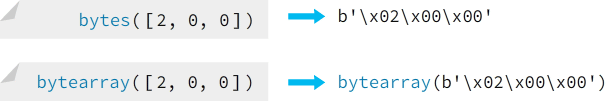 bytes([2, 0, 0]) b'\x02\x00\x00'
bytearray([2, 0, 0]) bytearray(b'\x02\x00\x00')